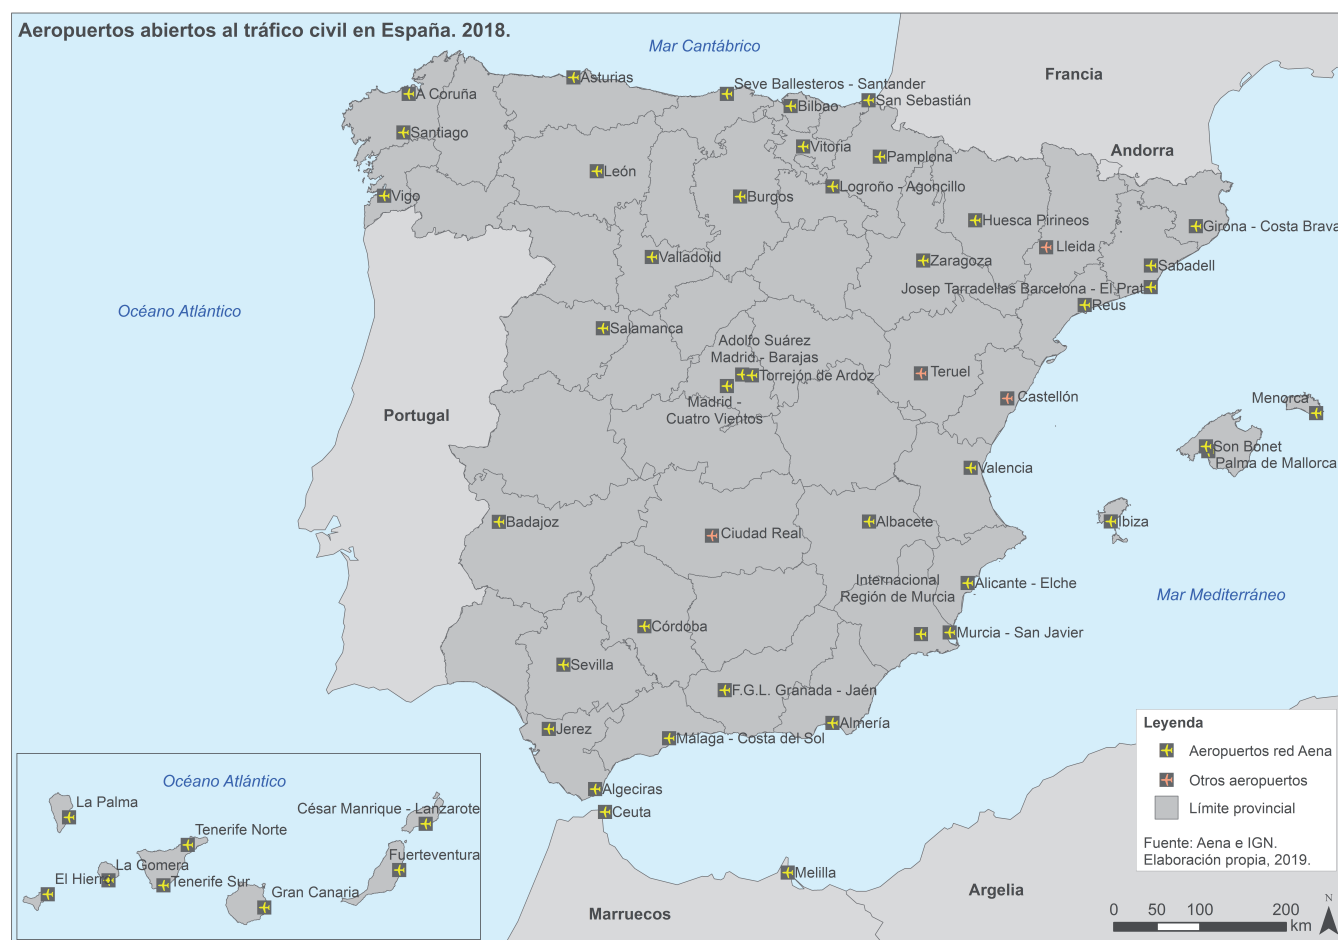 Aeropuertos abiertos al tráfico civil en España. 2018.
Mar Cantábrico
Francia
Andorra
Asturias
Seve Ballesteros - Santander
A Coruña
Bilbao
San Sebastián
Santiago
Vitoria
Pamplona
León
Vigo
Burgos
Logroño - Agoncillo
Huesca Pirineos
Girona - Costa Brava
Lleida
Valladolid
Zaragoza
Sabadell
Josep Tarradellas Barcelona - El Prat
Reus
Océano Atlántico
Salamanca
Adolfo Suárez
Madrid - Barajas
Torrejón de Ardoz
Madrid -
Cuatro Vientos
Teruel
Castellón
Menorca
Portugal
Son Bonet
Palma de Mallorca
Valencia
Badajoz
Ciudad Real
Albacete
Ibiza
Internacional
Región de Murcia
Alicante - Elche
Mar Mediterráneo
Córdoba
Murcia - San Javier
Sevilla
F.G.L. Granada - Jaén
Jerez
Málaga - Costa del Sol
Almería
Algeciras
Ceuta
Melilla
Marruecos
Argelia
Océano Atlántico
La Palma
César Manrique - Lanzarote
Tenerife Norte
Fuerteventura
La Gomera
El Hierro
Tenerife Sur
Gran Canaria
Leyenda
Aeropuertos red Aena
Otros aeropuertos
Límite provincial
Fuente: Aena e IGN.
Elaboración propia, 2019.
0 50 100 200
km
N